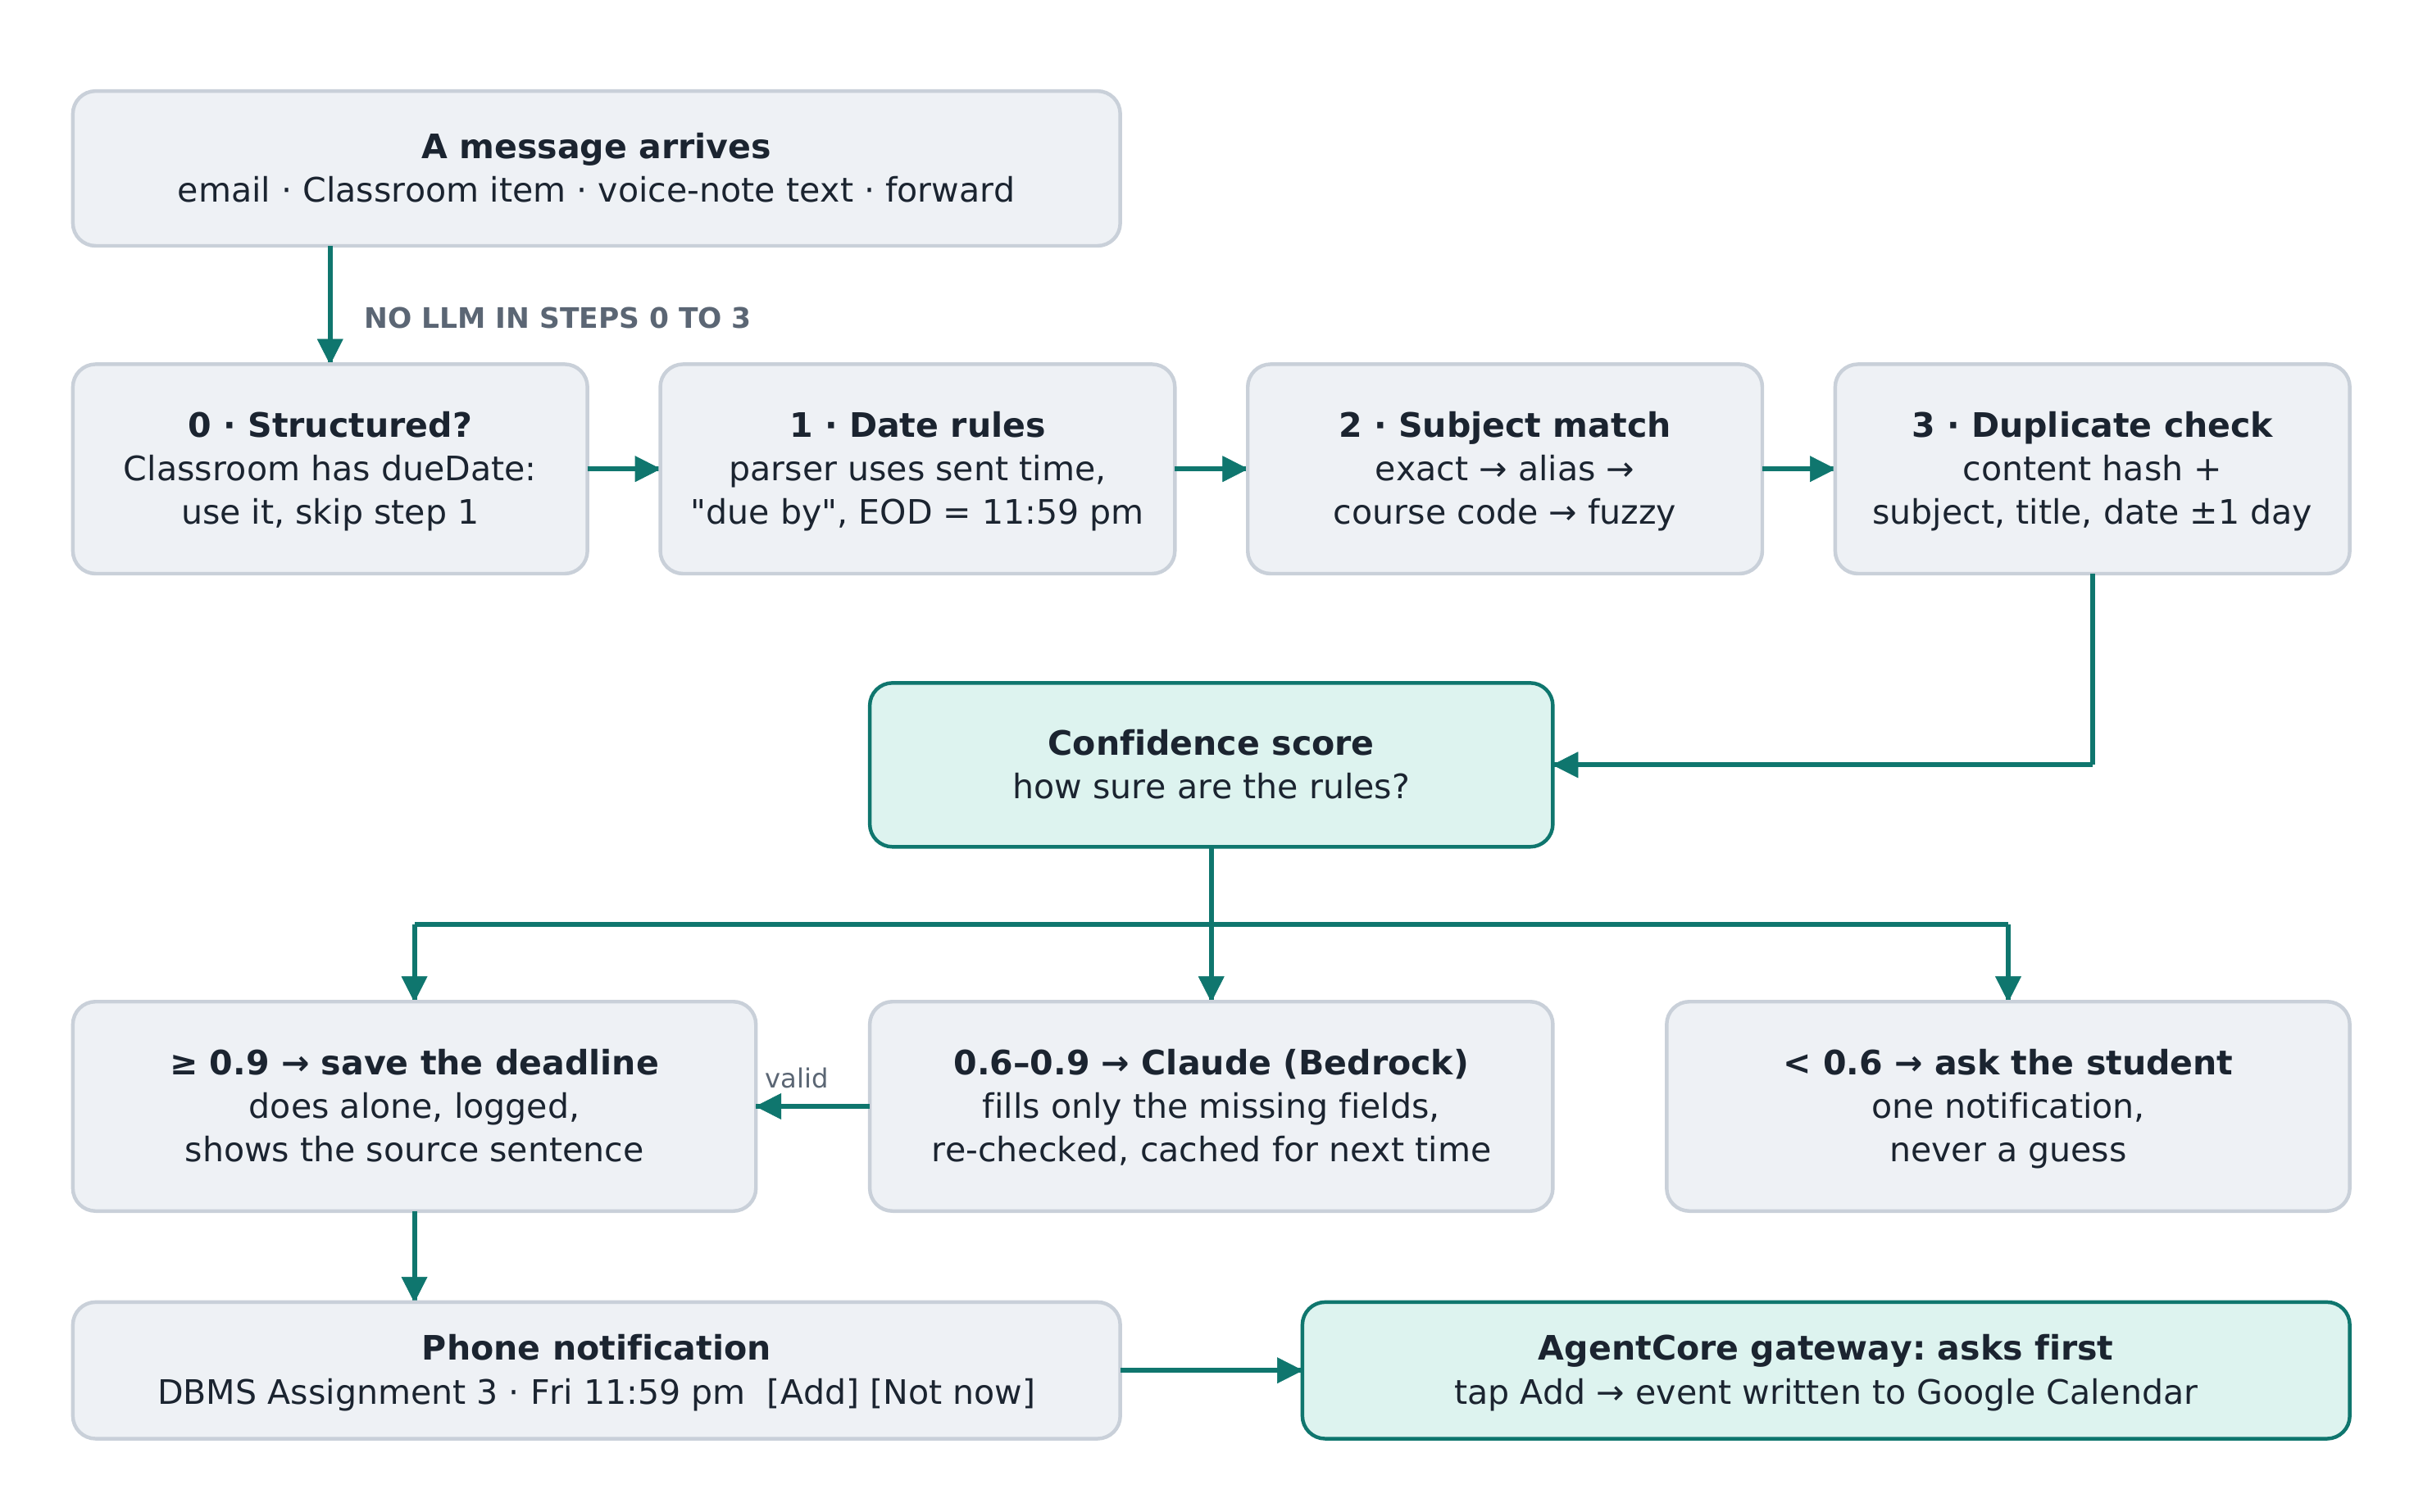 A message arrives
email · Classroom item · voice-note text · forward
NO LLM IN STEPS 0 TO 3
0 · Structured?
Classroom has dueDate:
use it, skip step 1
1 · Date rules
parser uses sent time,
"due by", EOD = 11:59 pm
2 · Subject match
exact → alias →
course code → fuzzy
3 · Duplicate check
content hash +
subject, title, date ±1 day
Confidence score
how sure are the rules?
≥ 0.9 → save the deadline
does alone, logged,
shows the source sentence
valid
0.6–0.9 → Claude (Bedrock)
fills only the missing fields,
re-checked, cached for next time
< 0.6 → ask the student
one notification,
never a guess
Phone notification
DBMS Assignment 3 · Fri 11:59 pm  [Add] [Not now]
AgentCore gateway: asks first
tap Add → event written to Google Calendar